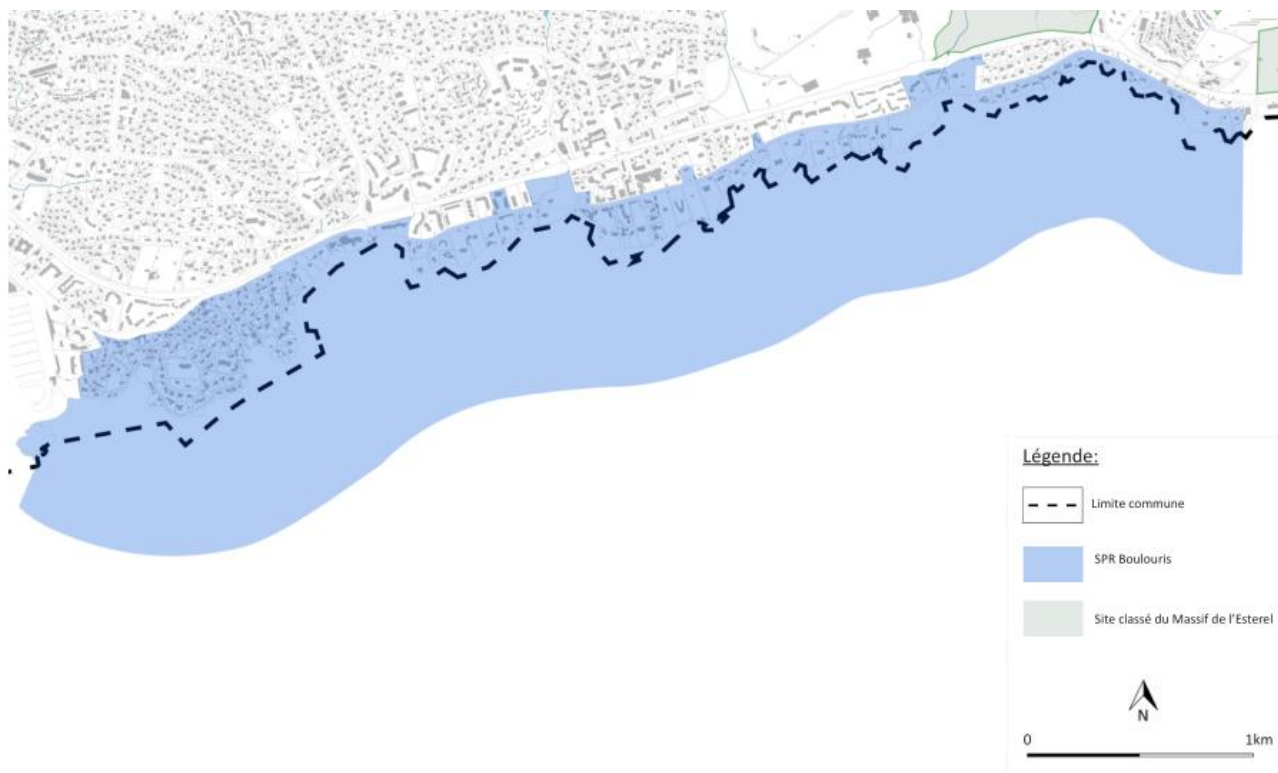 Légende:
Limite commune
SPR Boulouris
Site classé du Massif de l'Esterel
N
0 1km